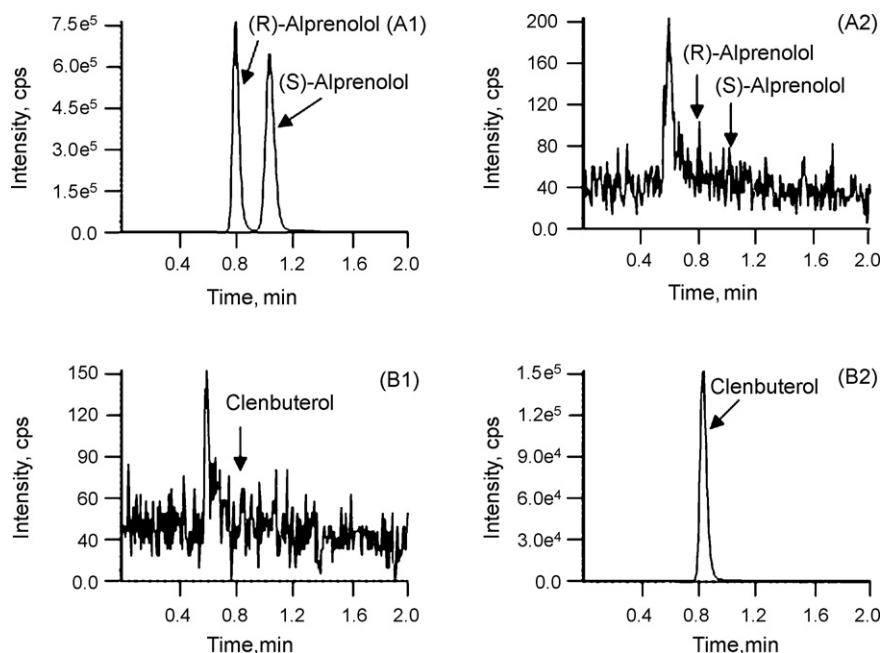 (R)-Alprenolol (A1)
(S)-Alprenolol
Intensity, cps
7.5e⁵
6.0e⁵
4.5e⁵
3.0e⁵
1.5e⁵
0.0
0.4 0.8 1.2 1.6 2.0
Time, min
(A2)
(R)-Alprenolol
(S)-Alprenolol
Intensity, cps
200
160
120
80
40
0.0
0.4 0.8 1.2 1.6 2.0
Time, min
(B1)
Clenbuterol
Intensity, cps
150
90
60
40
0.0
0.4 0.8 1.2 1.6 2.0
Time,min
(B2)
Clenbuterol
Intensity, cps
1.5e⁵
1.2e⁵
9.0e⁴
6.0e⁴
3.0e⁴
0.0
0.4 0.8 1.2 1.6 2.0
Time,min